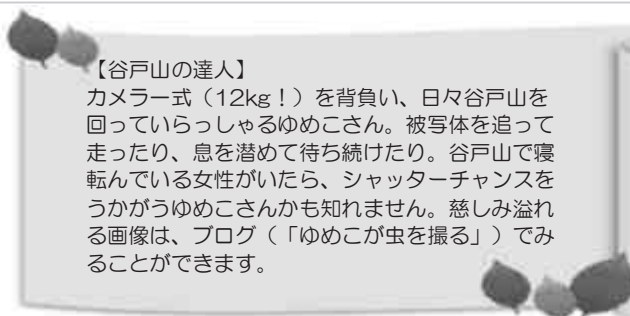 【谷戸山の達人】
カメラ一式(12kg!)を背負い、日々谷戸山を
回っていらっしゃるゆめこさん。被写体を追って
走ったり、息を潜めて待ち続けたり。谷戸山で寝
転んでいる女性がいたら、シャッターチャンスを
うかがうゆめこさんかも知れません。慈しみ溢れ
る画像は、ブログ(「ゆめこが虫を撮る」)でみ
ることができます。